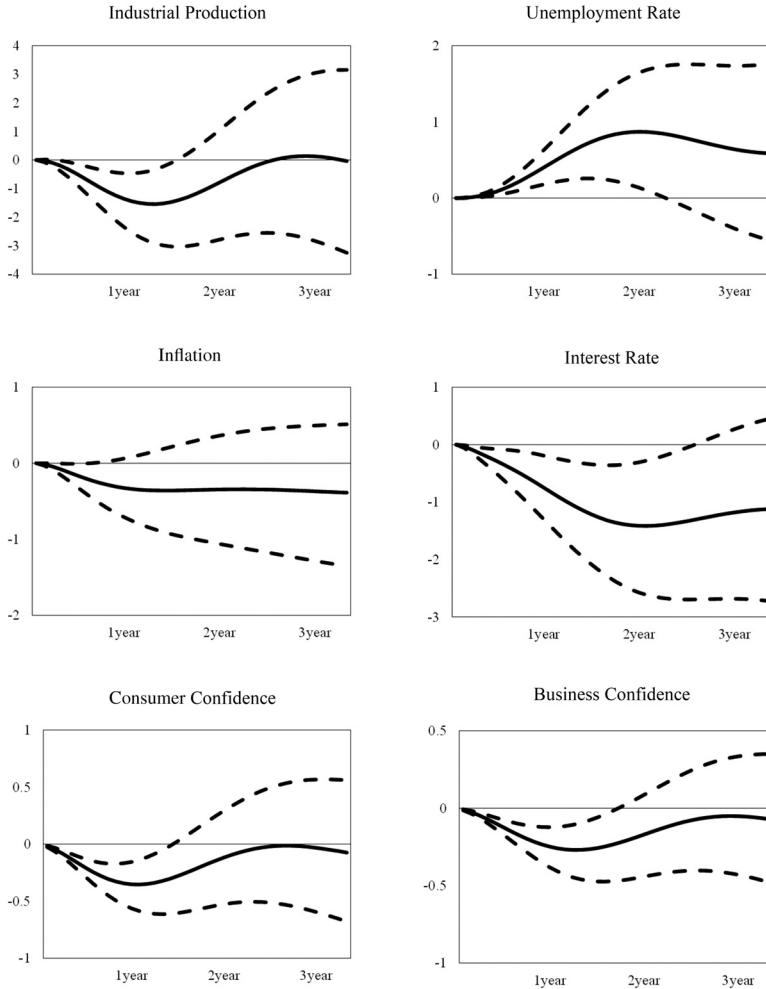 Industrial Production
4
3
2
1
0
-1
-2
-3
-4
1year 2year 3year
Unemployment Rate
2
1
0
-1
1year 2year 3year
Inflation
1
0
-1
-2
1year 2year 3year
Interest Rate
1
0
-1
-2
-3
1year 2year 3year
Consumer Confidence
1
0.5
0
-0.5
-1
1year 2year 3year
Business Confidence
0.5
0
-0.5
-1
1year 2year 3year